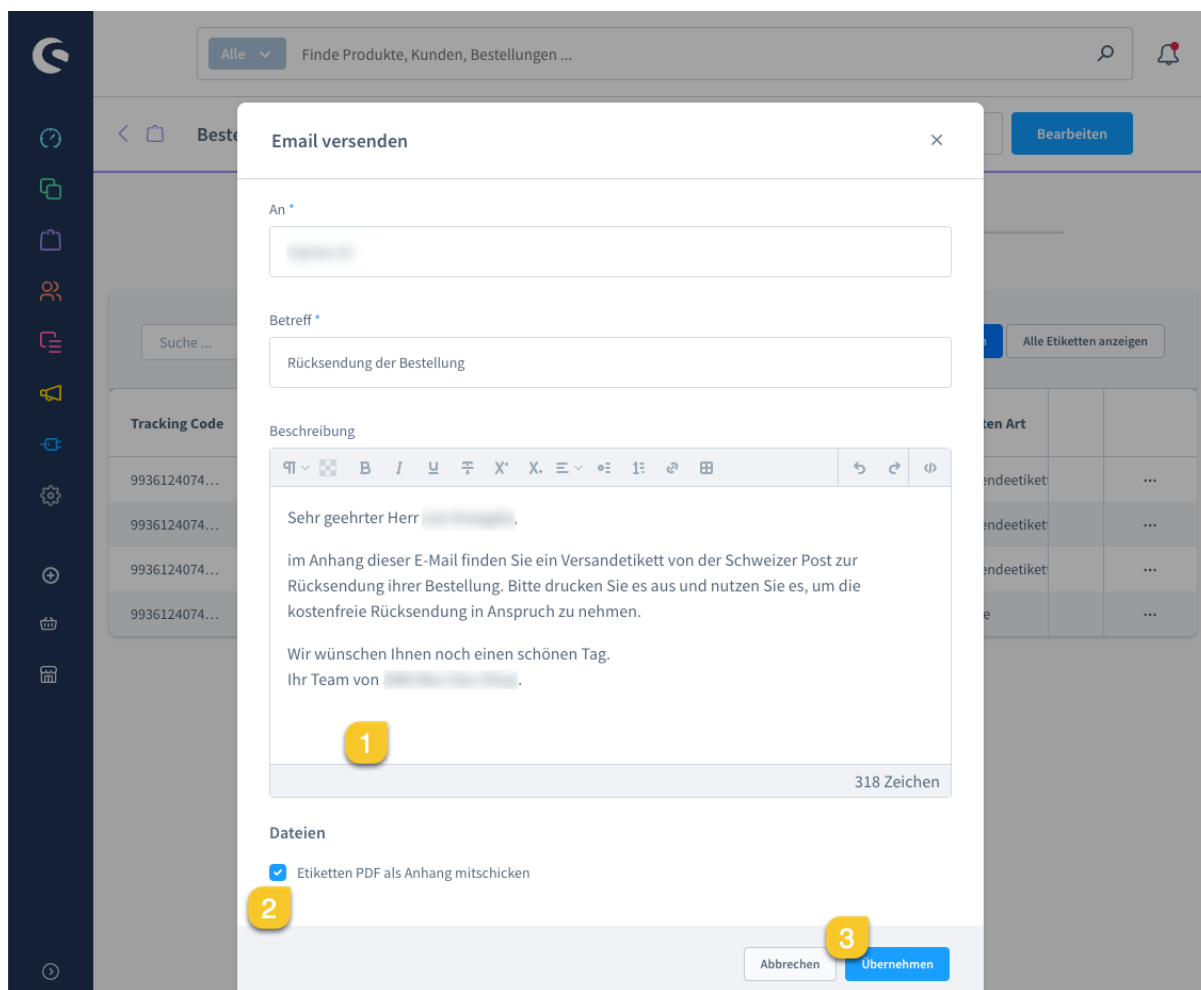 Alle
Finde Produkte, Kunden, Bestellungen ...
Beste
Bearbeiten
Email versenden
An *
Betreff *
Rücksendung der Bestellung
Suche ...
Alle Etiketten anzeigen
Beschreibung
Tracking Code
ten Art
9936124074...
endeetiket
9936124074...
endeetiket
9936124074...
endeetiket
9936124074...
e
Sehr geehrter Herr ,
im Anhang dieser E-Mail finden Sie ein Versandetikett von der Schweizer Post zur
Rücksendung ihrer Bestellung. Bitte drucken Sie es aus und nutzen Sie es, um die
kostenfreie Rücksendung in Anspruch zu nehmen.
Wir wünschen Ihnen noch einen schönen Tag.
Ihr Team von .
1
318 Zeichen
Dateien
Etiketten PDF als Anhang mitschicken
2
3
Abbrechen
Übernehmen